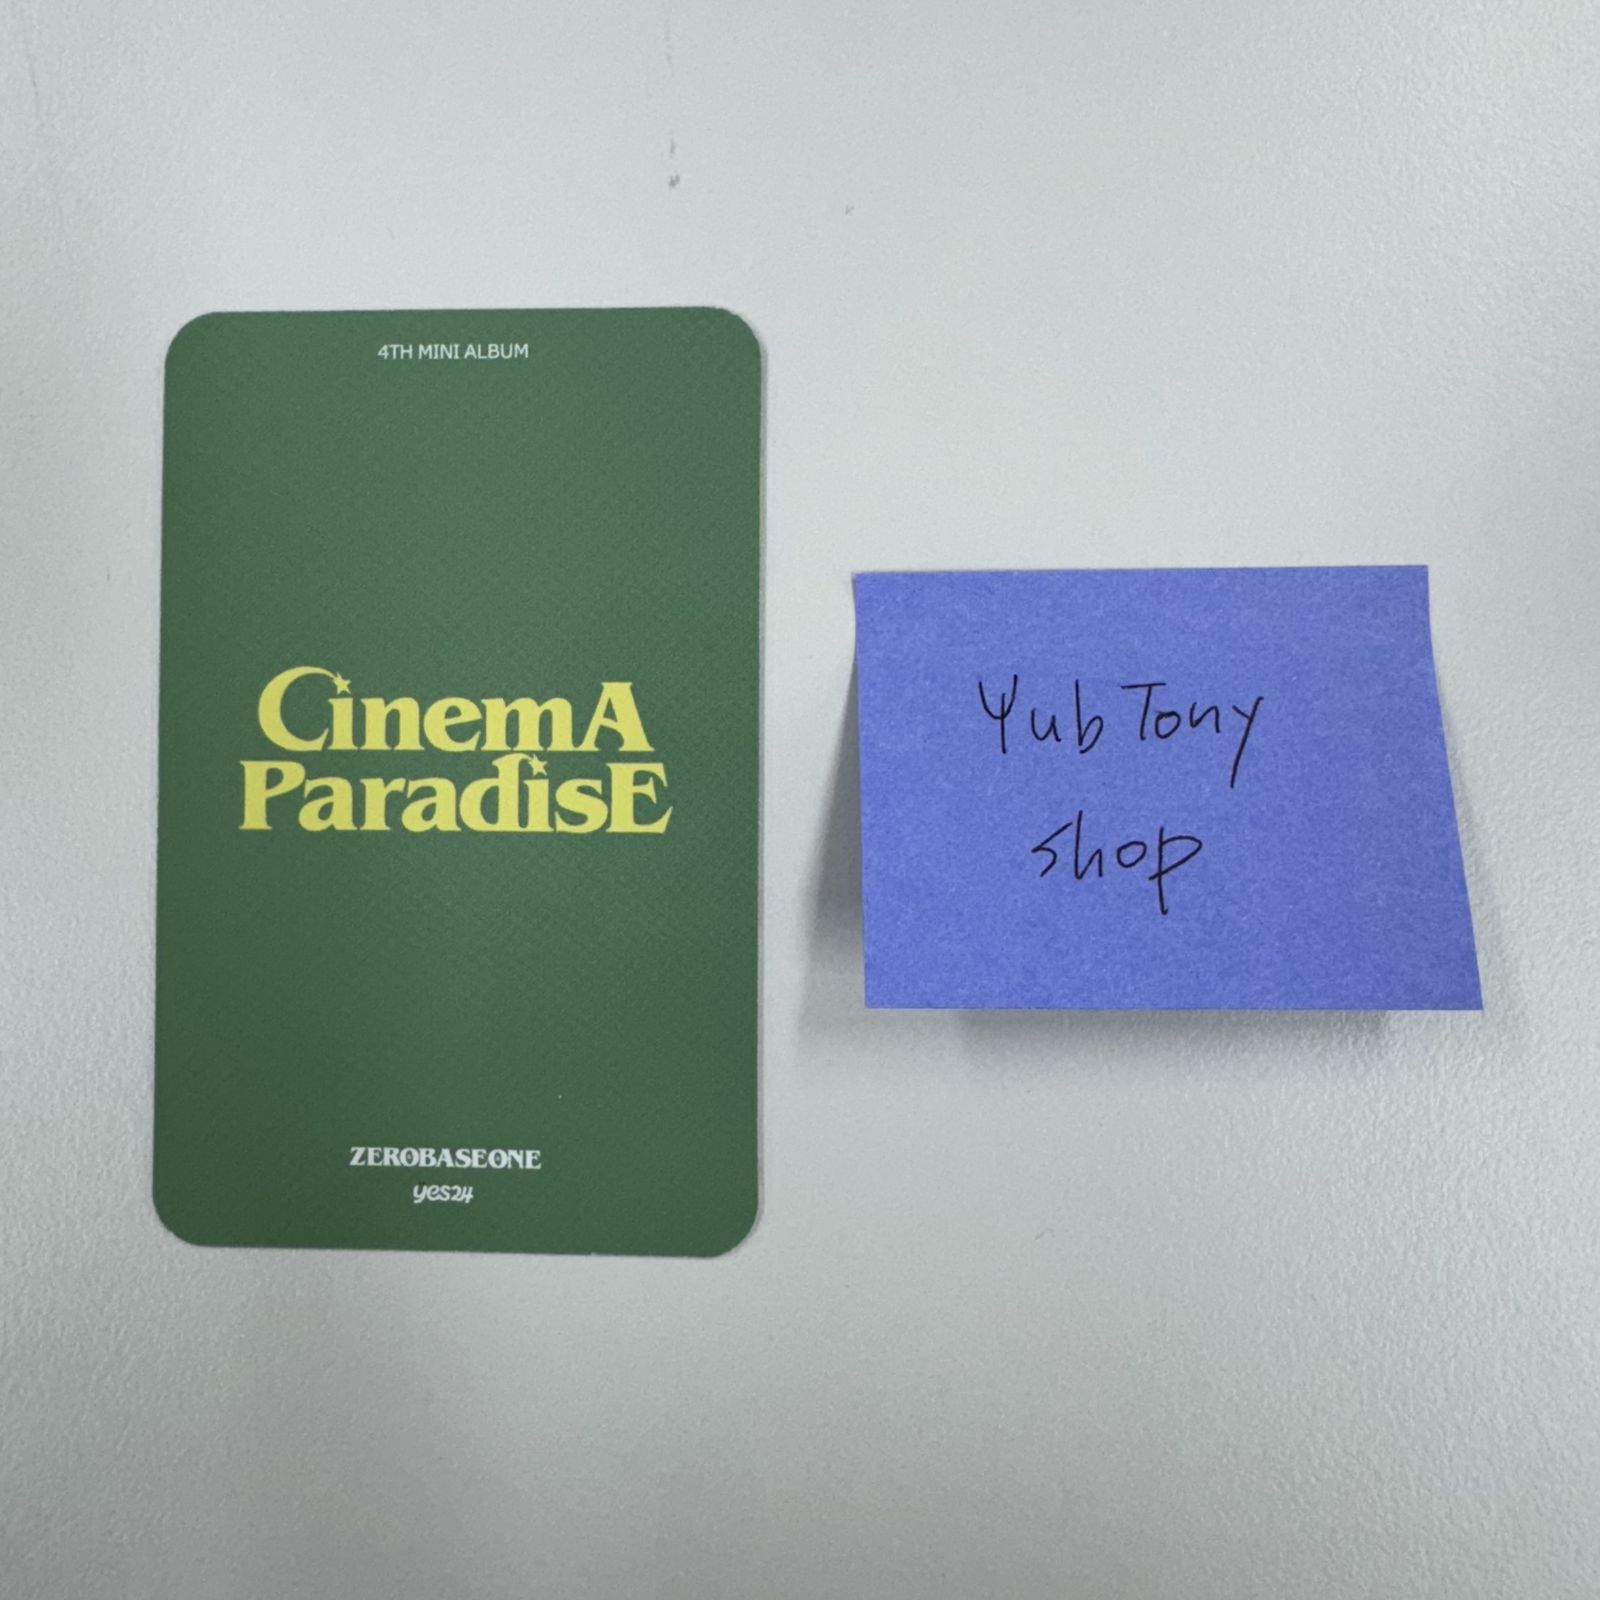 4TH MINI ALBUM
CinemA
ParadisE
ZEROBASEONE
yes24
Yub Tony
shop